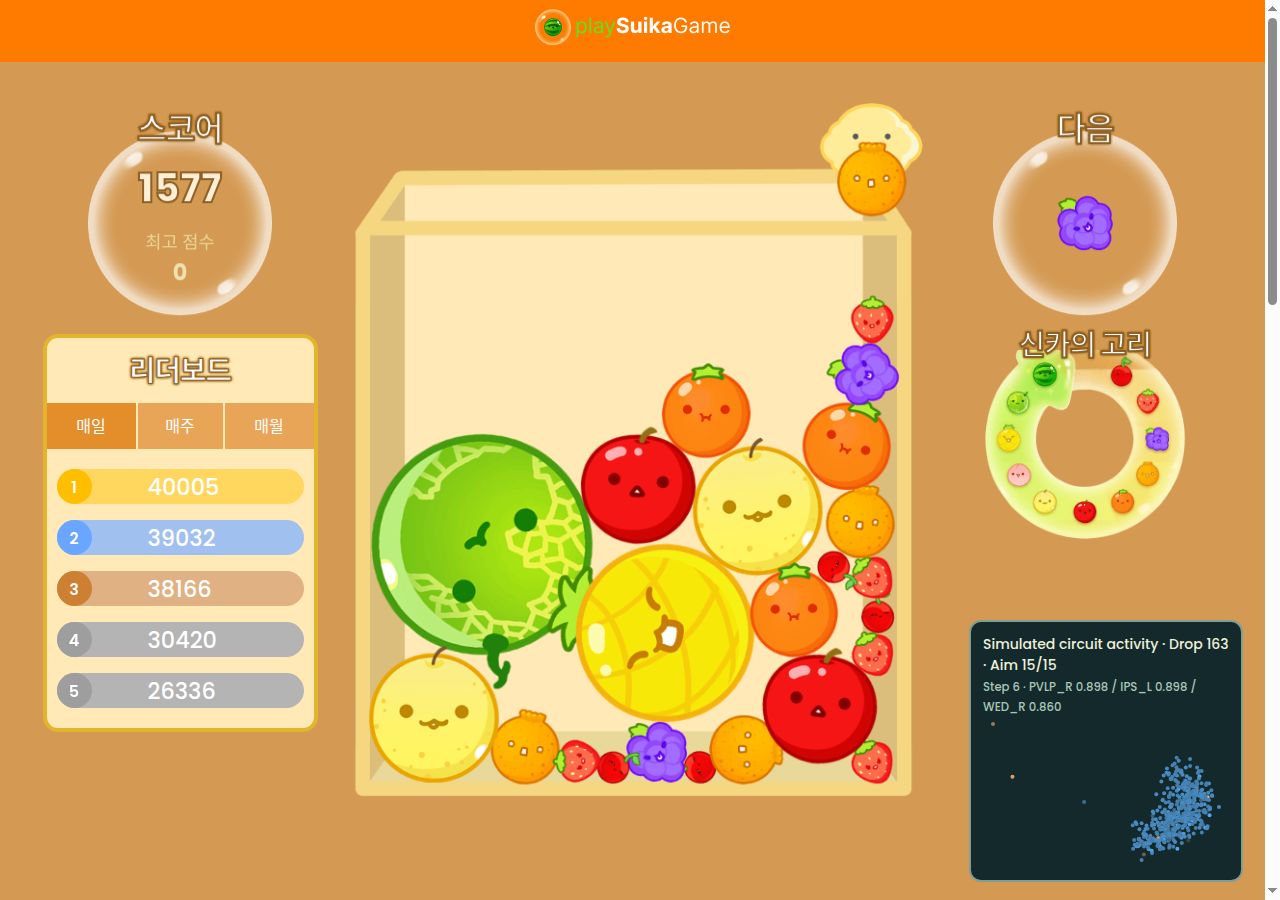 playSuikaGame
스코어
1577
최고 점수
0
다음
신카의 고리
리더보드
매일 매주 매월
1 40005
2 39032
3 38166
4 30420
5 26336
Simulated circuit activity · Drop 163
· Aim 15/15
Step 6 · PVLP_R 0.898 / IPS_L 0.898 /
WED_R 0.860